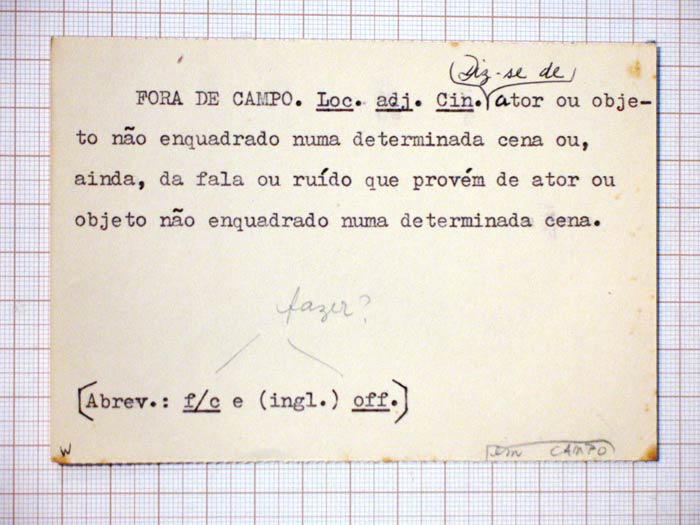 (Diz-se de)
FORA DE CAMPO. Loc. adj. Cin. ator ou obje-
to não enquadrado numa determinada cena ou,
ainda, da fala ou ruído que provém de ator ou
objeto não enquadrado numa determinada cena.
fazer?
[Abrev.: f/c e (ingl.) off.]
W
em CAMPO